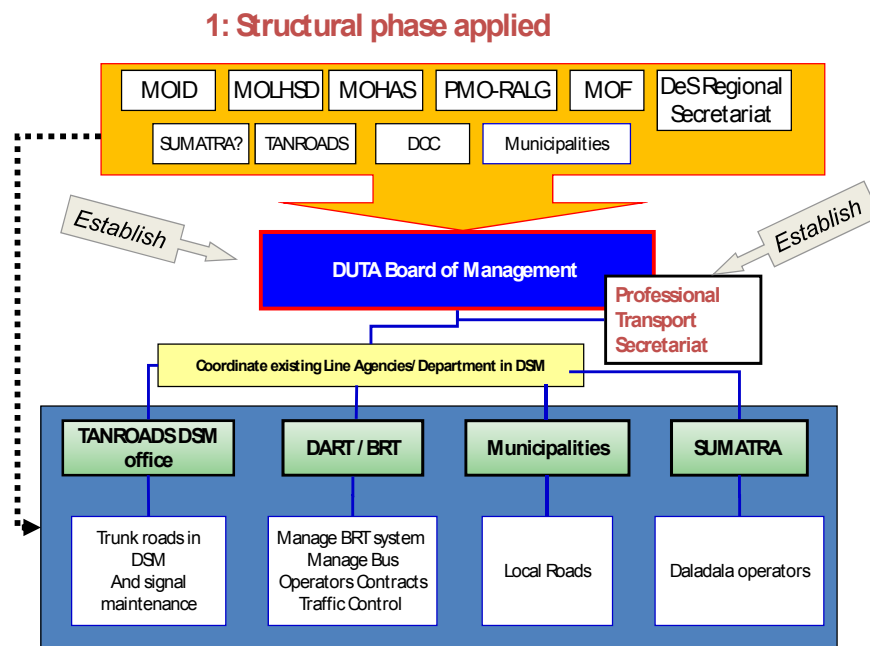 1: Structural phase applied
MOID
MOLHSD
MOHAS
PMO-RALG
MOF
DeS Regional
Secretariat
SUMATRA?
TANROADS
DCC
Municipalities
Establish
Establish
DUTA Board of Management
Professional
Transport
Secretariat
Coordinate existing Line Agencies/ Department in DSM
TANROADS DSM
office
DART / BRT
Municipalities
SUMATRA
Trunk roads in
DSM
And signal
maintenance
Manage BRT system
Manage Bus
Operators Contracts
Traffic Control
Local Roads
Daladala operators